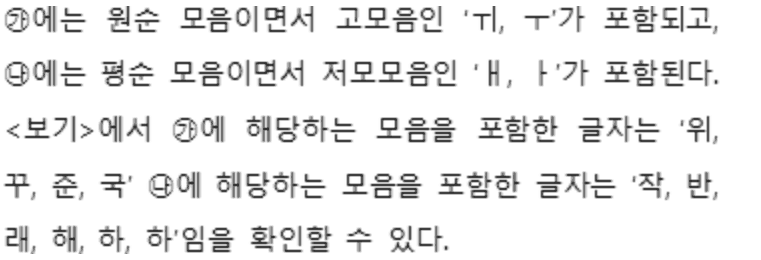 ㉮에는 원순 모음이면서 고모음인 ‘ㅟ, ㅜ’가 포함되고,
㉯에는 평순 모음이면서 저모모음인 ‘ㅐ, ㅏ’가 포함된다.
<보기>에서 ㉮에 해당하는 모음을 포함한 글자는 ‘위,
꾸, 준, 국’ ㉯에 해당하는 모음을 포함한 글자는 ‘작, 반,
래, 해, 하, 하’임을 확인할 수 있다.